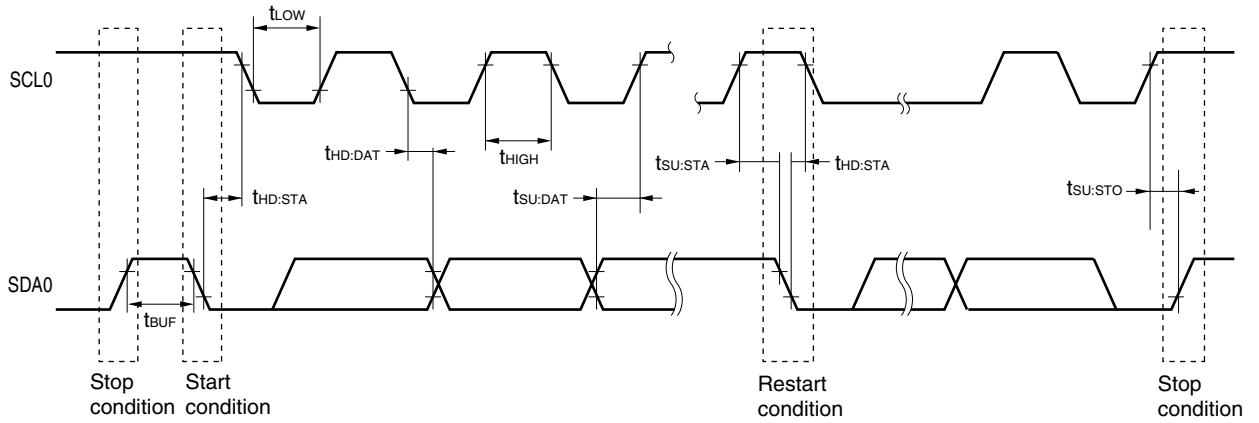 tLOW
SCL0
tHD:DAT
tHIGH
tSU:STA
tHD:STA
tHD:STA
tSU:DAT
tSU:STO
SDA0
tBUF
Stop
condition
Start
condition
Restart
condition
Stop
condition